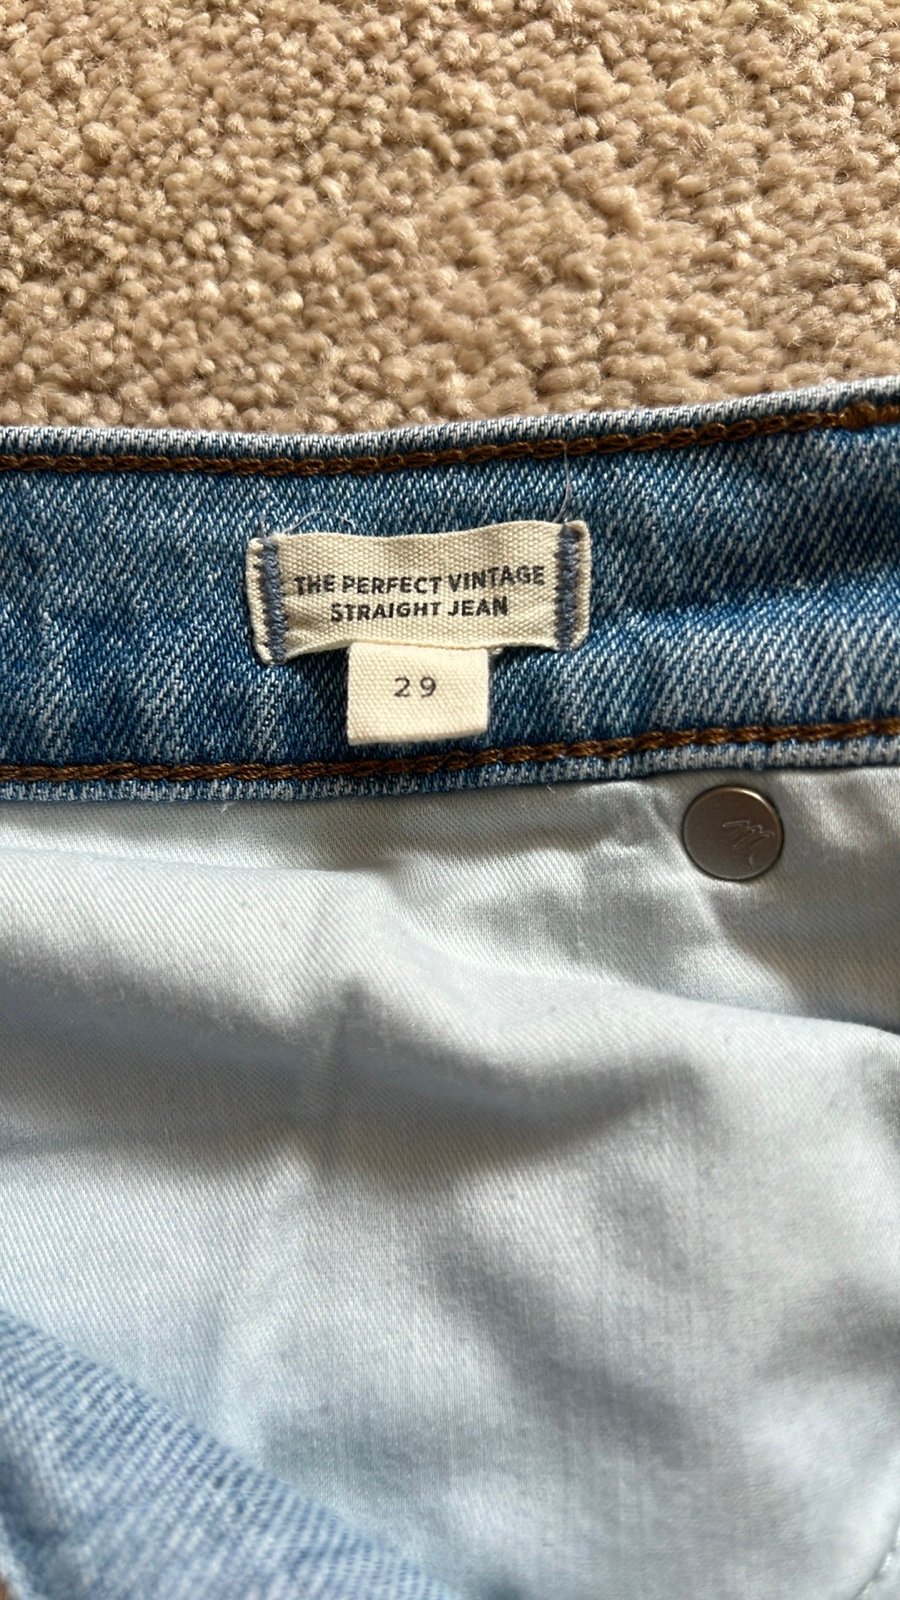 THE PERFECT VINTAGE
STRAIGHT JEAN
29
m